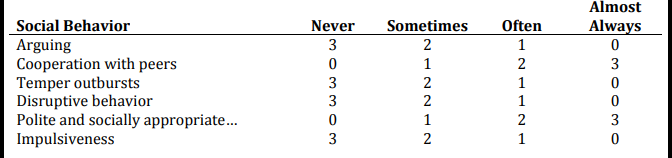 Almost
Social Behavior Never Sometimes Often Always
Arguing 3 2 1 0
Cooperation with peers 0 1 2 3
Temper outbursts 3 2 1 0
Disruptive behavior 3 2 1 0
Polite and socially appropriate… 0 1 2 3
Impulsiveness 3 2 1 0